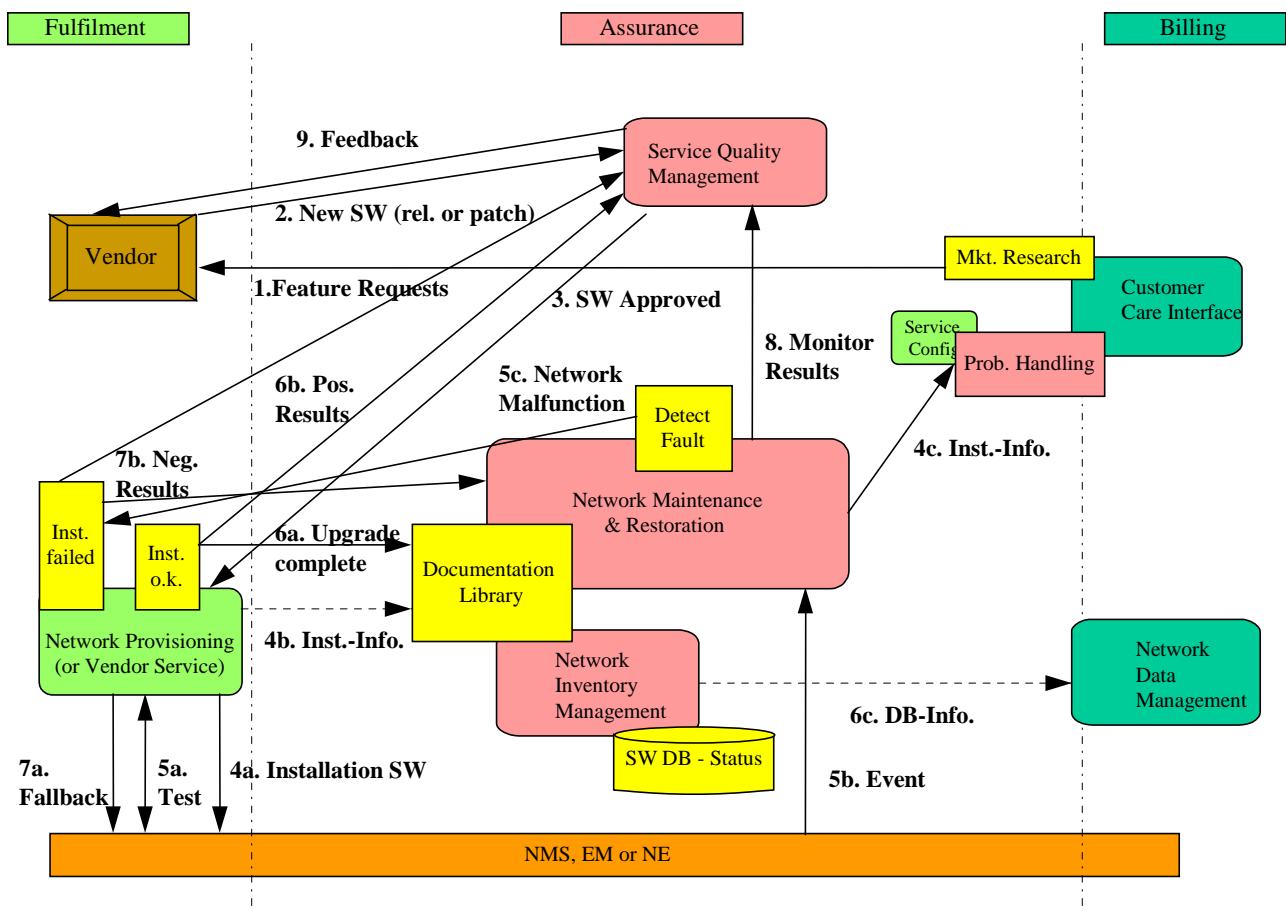 Fulfilment
Assurance
Billing
9. Feedback
Service Quality
Management
2. New SW (rel. or patch)
Vendor
Mkt. Research
1.Feature Requests
3. SW Approved
Customer
Care Interface
Service
Config
8. Monitor
Results
Prob. Handling
6b. Pos.
Results
5c. Network
Malfunction
Detect
Fault
4c. Inst.-Info.
7b. Neg.
Results
Network Maintenance
& Restoration
Inst.
failed
Inst.
o.k.
6a. Upgrade
complete
Documentation
Library
4b. Inst.-Info.
Network Provisioning
(or Vendor Service)
Network
Inventory
Management
Network
Data
Management
6c. DB-Info.
SW DB - Status
7a.
Fallback
5a.
Test
4a. Installation SW
5b. Event
NMS, EM or NE